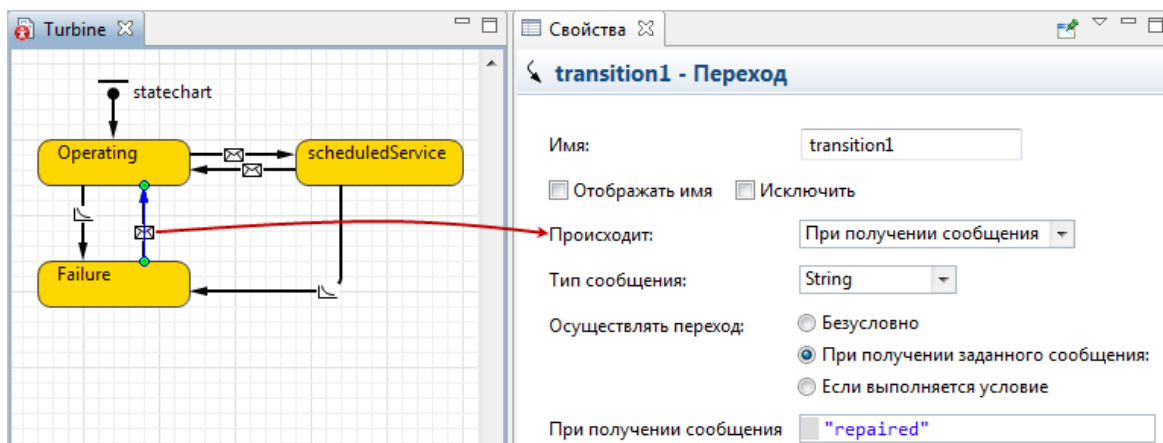 Turbine
statechart
Operating
scheduledService
Failure
Свойства
transition1 - Переход
Имя:
transition1
Отображать имя
Исключить
Происходит:
При получении сообщения
Тип сообщения:
String
Осуществлять переход:
Безусловно
При получении заданного сообщения:
Если выполняется условие
При получении сообщения
"repaired"